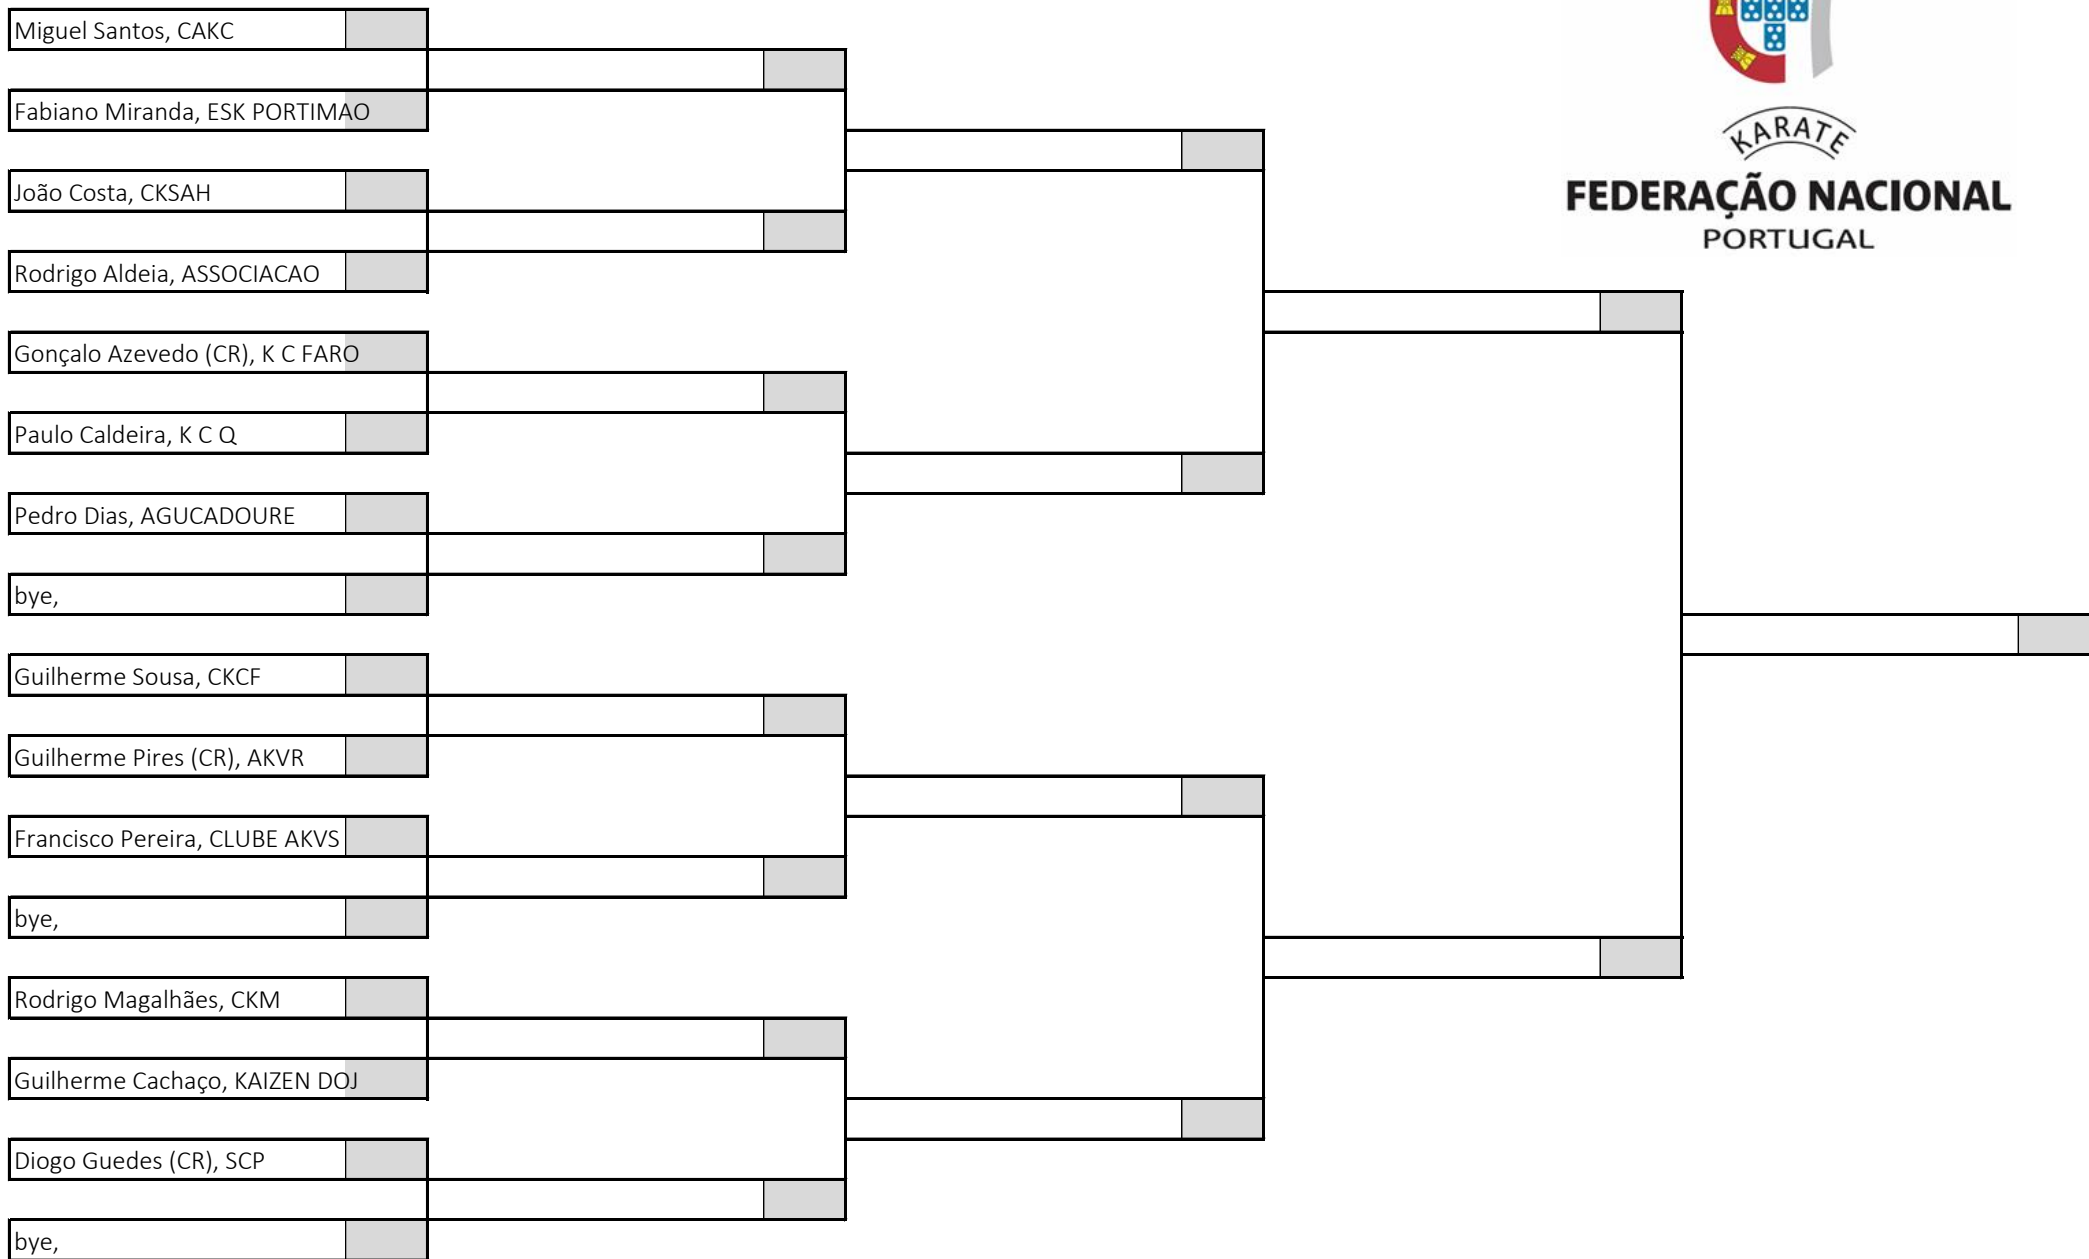 Miguel Santos, CAKC
Fabiano Miranda, ESK PORTIMAO
KARATE
João Costa, CKSAH
FEDERAÇÃO NACIONAL
PORTUGAL
Rodrigo Aldeia, ASSOCIACAO
Gonçalo Azevedo (CR), K C FARO
Paulo Caldeira, K C Q
Pedro Dias, AGUCADOURE
bye,
Guilherme Sousa, CKCF
Guilherme Pires (CR), AKVR
Francisco Pereira, CLUBE AKVS
bye,
Rodrigo Magalhães, CKM
Guilherme Cachaço, KAIZEN DOJ
Diogo Guedes (CR), SCP
bye,